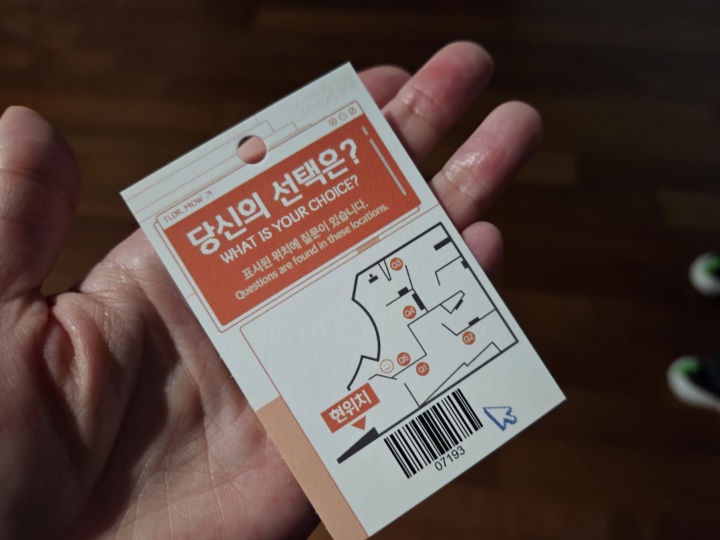 TLDR, MOW
당신의 선택은?
WHAT IS YOUR CHOICE?
표시된 위치에 질문이 있습니다.
Questions are found in these locations.
Q3
Q4
Q2
Q5
Q1
현위치
07193